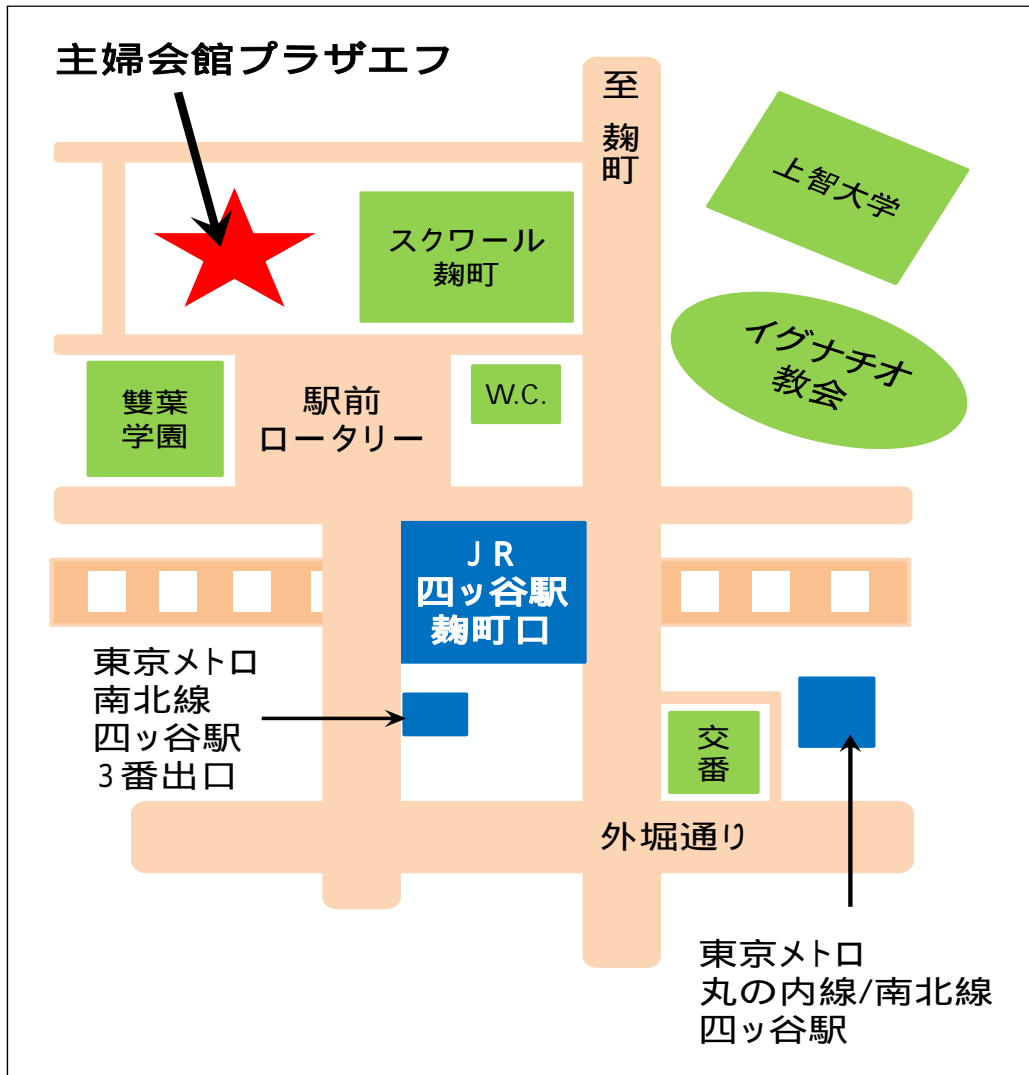 主婦会館プラザエフ
至
麹
町
上智大学
スクワール
麹町
イグナチオ
教会
雙葉
学園
駅前
ロータリー
W.C.
JR
四ッ谷駅
麹町口
東京メトロ
南北線
四ッ谷駅
3番出口
交
番
外堀通り
東京メトロ
丸の内線/南北線
四ッ谷駅